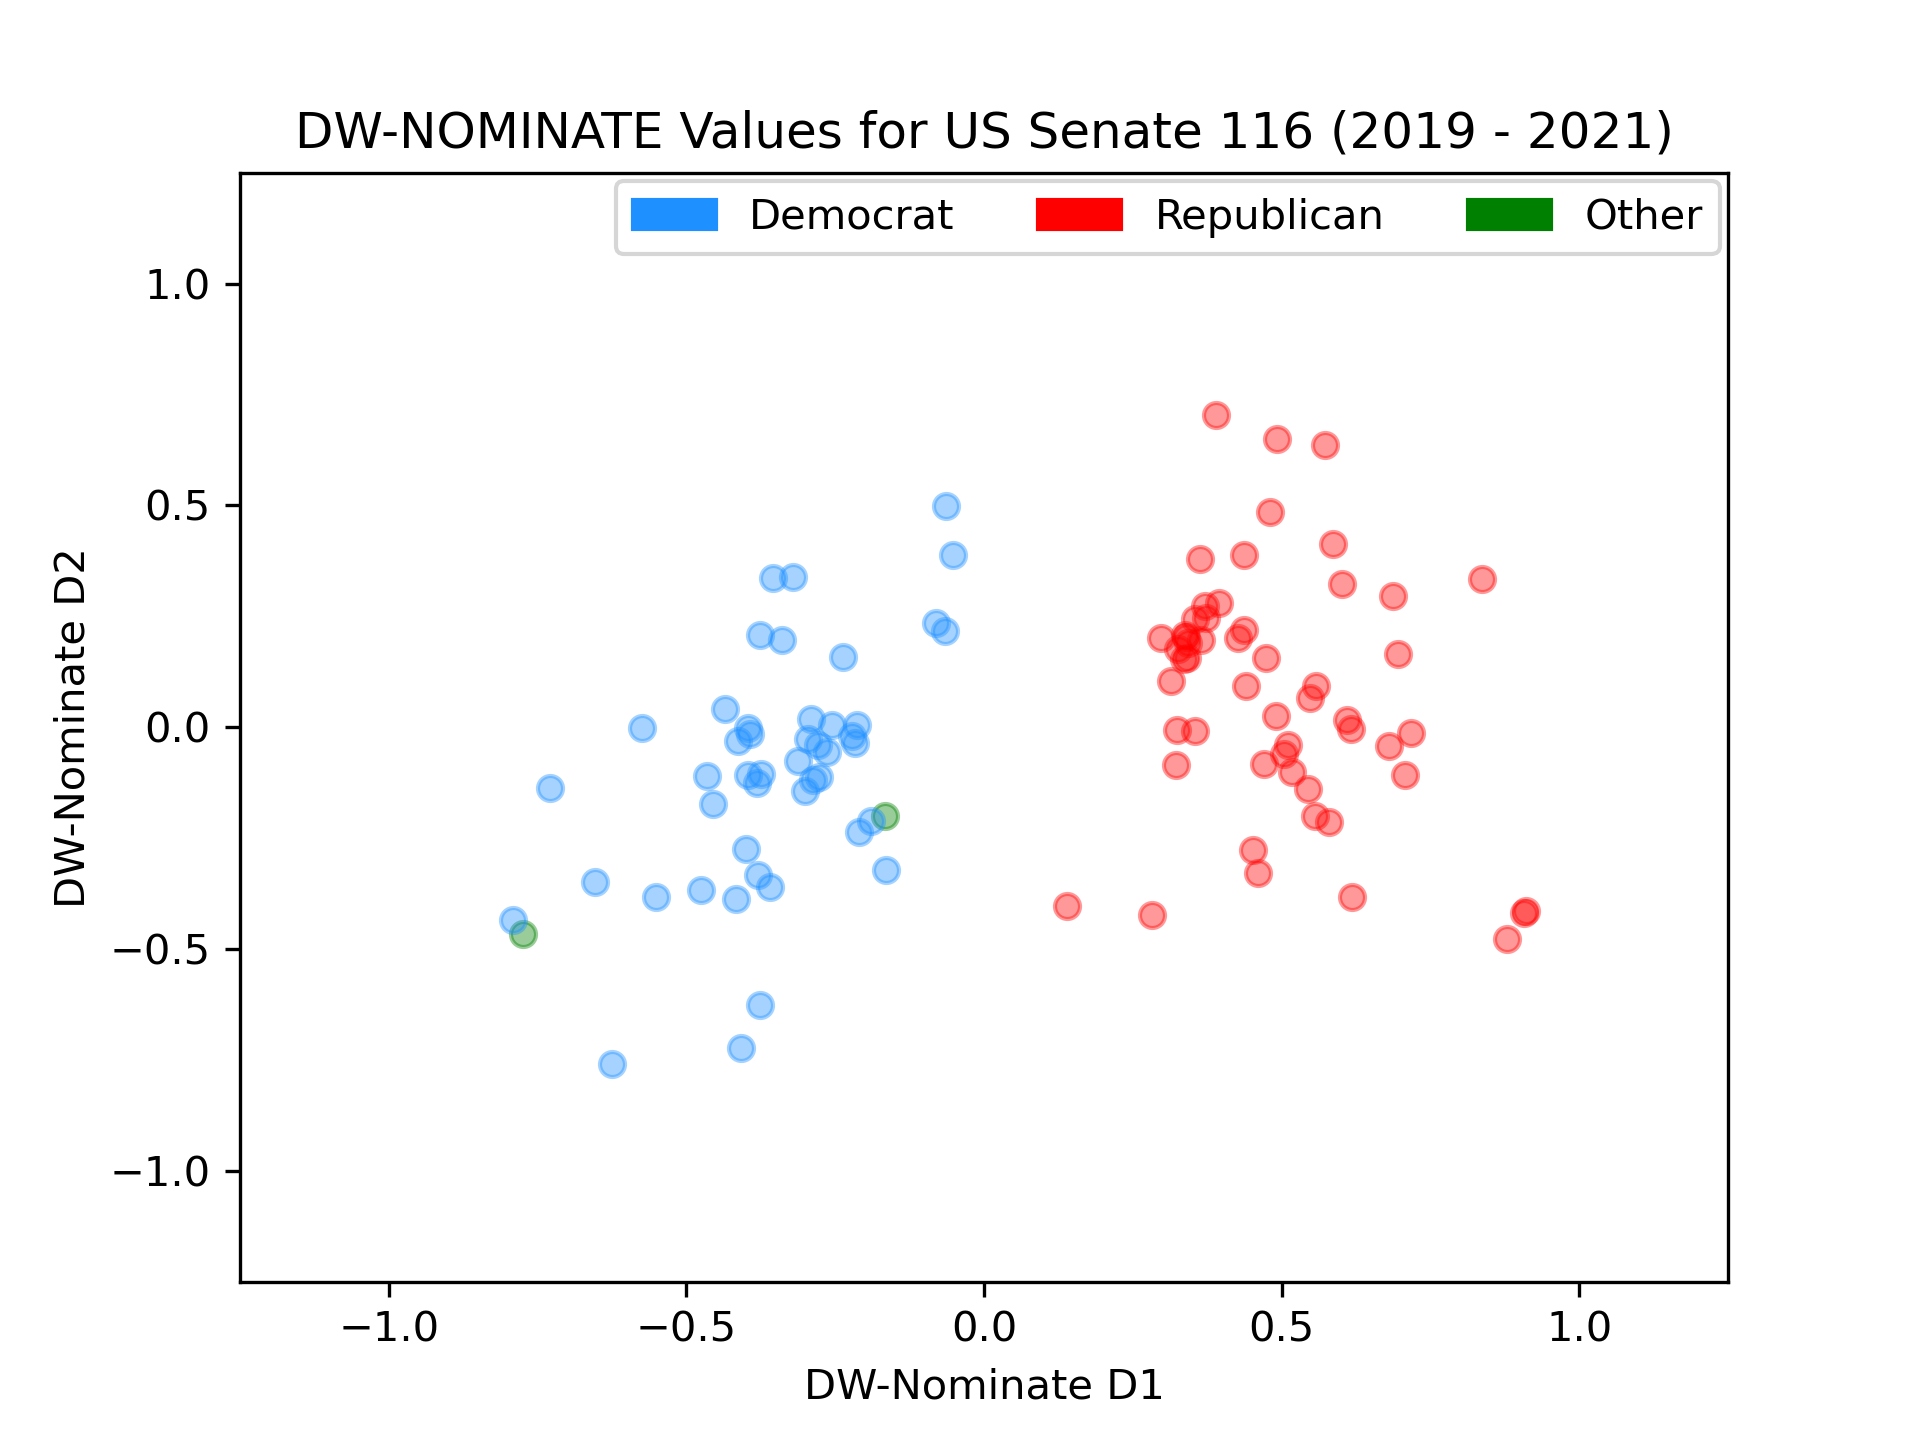 DW-NOMINATE Values for US Senate 116 (2019 - 2021)
Democrat Republican Other
1.0
0.5
0.0
−0.5
−1.0
DW-Nominate D2
−1.0 −0.5 0.0 0.5 1.0
DW-Nominate D1